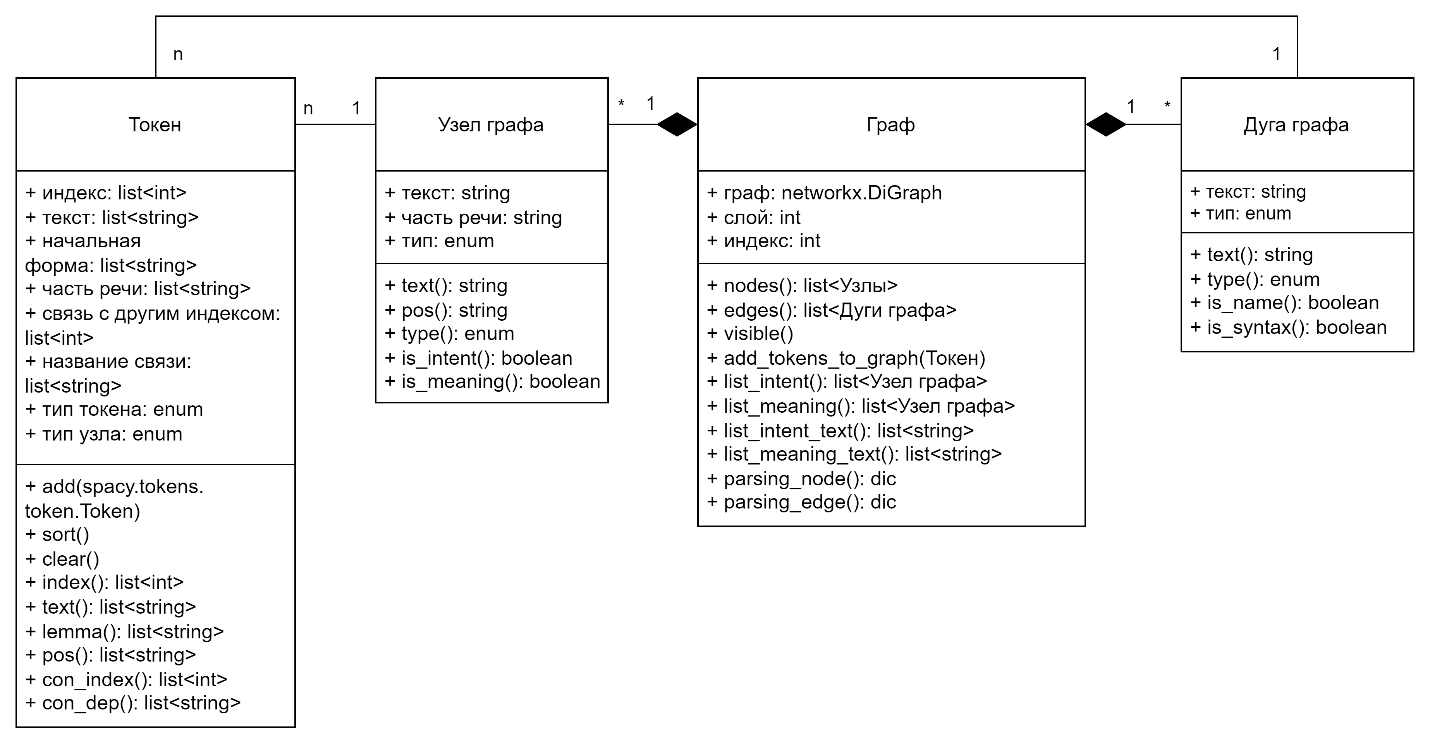 n
1
Токен
n
1
Узел графа
*
1
Граф
1
*
Дуга графа
+ индекс: list<int>
+ текст: list<string>
+ начальная
форма: list<string>
+ часть речи: list<string>
+ связь с другим индексом:
list<int>
+ название связи:
list<string>
+ тип токена: enum
+ тип узла: enum
+ add(spacy.tokens.
token.Token)
+ sort()
+ clear()
+ index(): list<int>
+ text(): list<string>
+ lemma(): list<string>
+ pos(): list<string>
+ con_index(): list<int>
+ con_dep(): list<string>
+ текст: string
+ часть речи: string
+ тип: enum
+ text(): string
+ pos(): string
+ type(): enum
+ is_intent(): boolean
+ is_meaning(): boolean
+ граф: networkx.DiGraph
+ слой: int
+ индекс: int
+ nodes(): list<Узлы>
+ edges(): list<Дуги графа>
+ visible()
+ add_tokens_to_graph(Токен)
+ list_intent(): list<Узел графа>
+ list_meaning(): list<Узел графа>
+ list_intent_text(): list<string>
+ list_meaning_text(): list<string>
+ parsing_node(): dic
+ parsing_edge(): dic
+ текст: string
+ тип: enum
+ text(): string
+ type(): enum
+ is_name(): boolean
+ is_syntax(): boolean